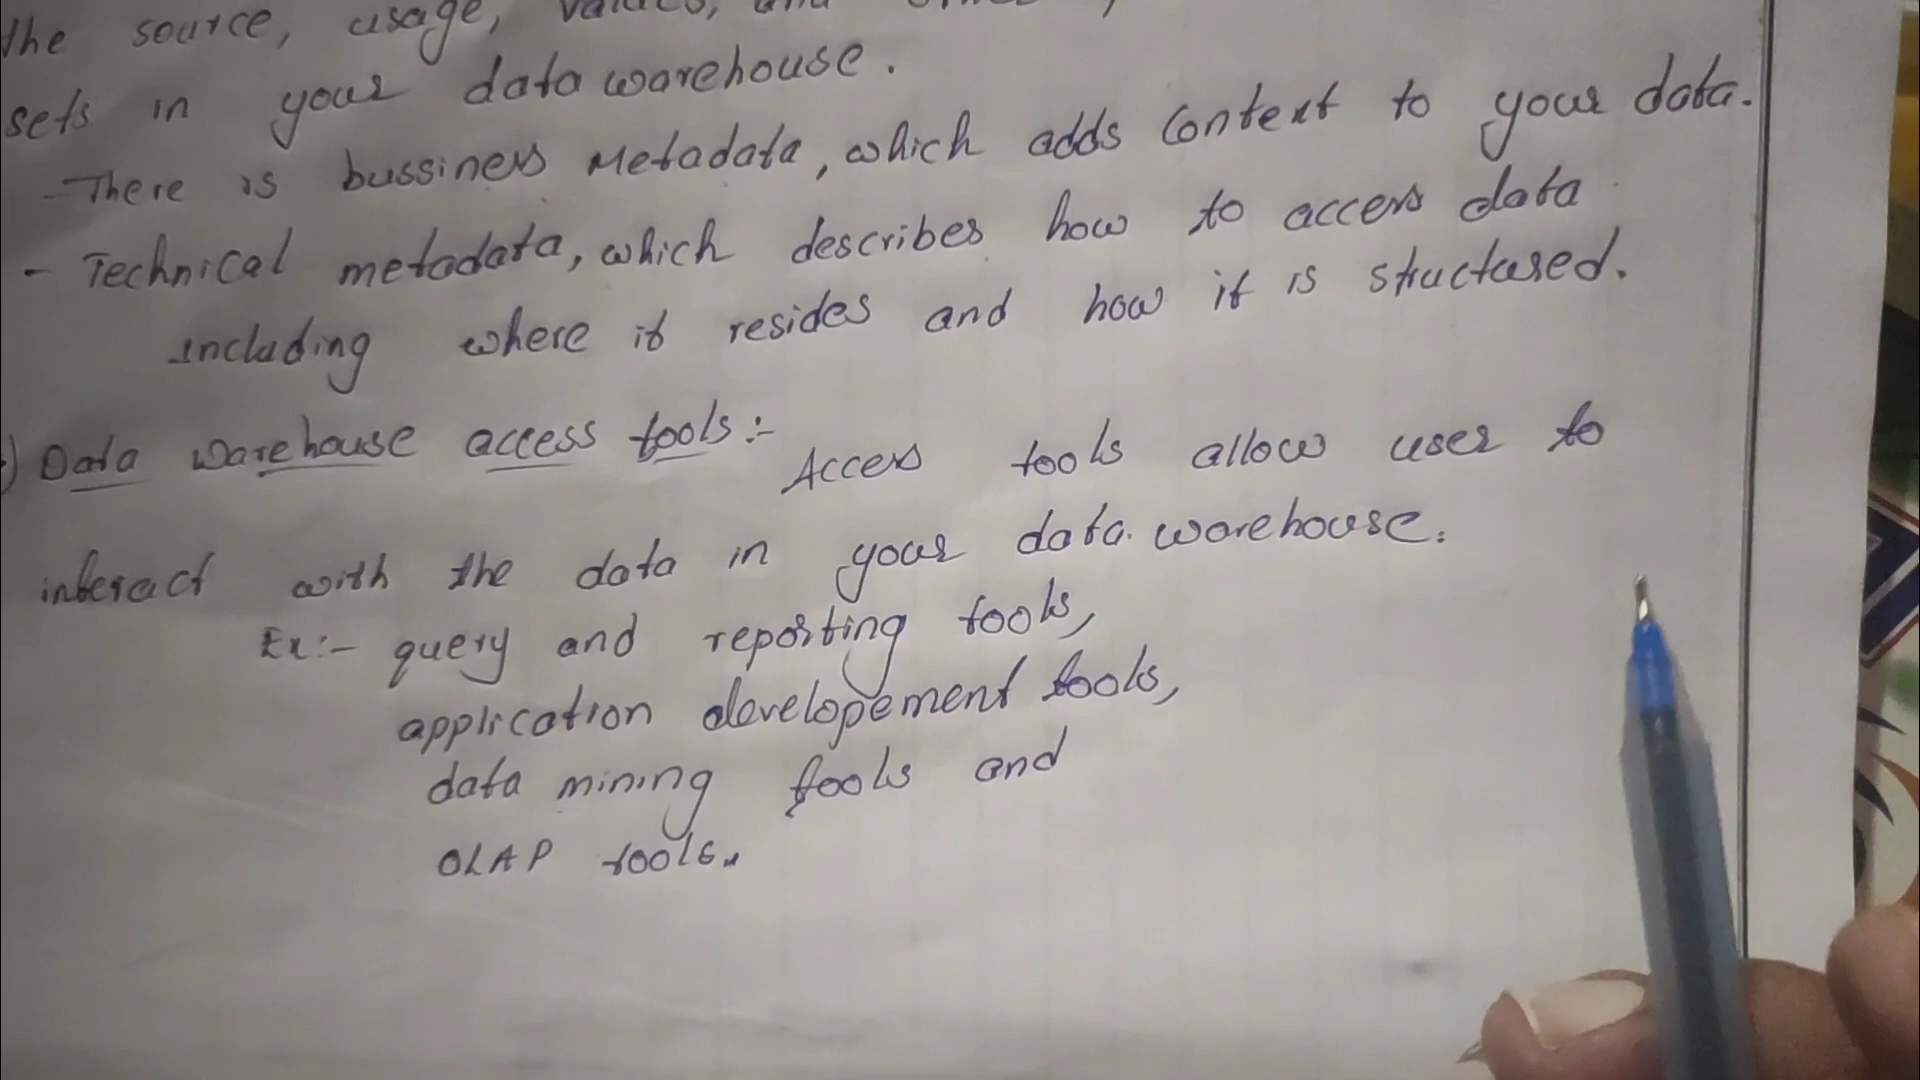 the source, usage, values, and
sets in your data warehouse.
- There is bussiness Metadata, which adds context to your data.
- Technical metadata, which describes how to access data
including where it resides and how it is structured.
) Data warehouse access tools :- Access tools allow user to
interact with the data in your data warehouse.
Ex :- query and reporting tools,
application developement tools,
data mining tools and
OLAP tools.